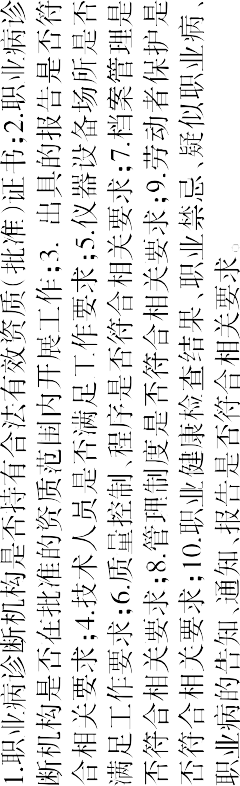 1.职业病诊断机构是否持有合法有效资质(批准)证书;2.职业病诊
断机构是否在批准的资质范围内开展工作;3. 出具的报告是否符
合相关要求;4.技术人员是否满足工作要求;5.仪器设备场所是否
满足工作要求;6.质量控制、程序是否符合相关要求;7.档案管理是
否符合相关要求;8.管理制度是否符合相关要求;9.劳动者保护是
否符合相关要求;10.职业健康检查结果、职业禁忌、疑似职业病、
职业病的告知、通知、报告是否符合相关要求。